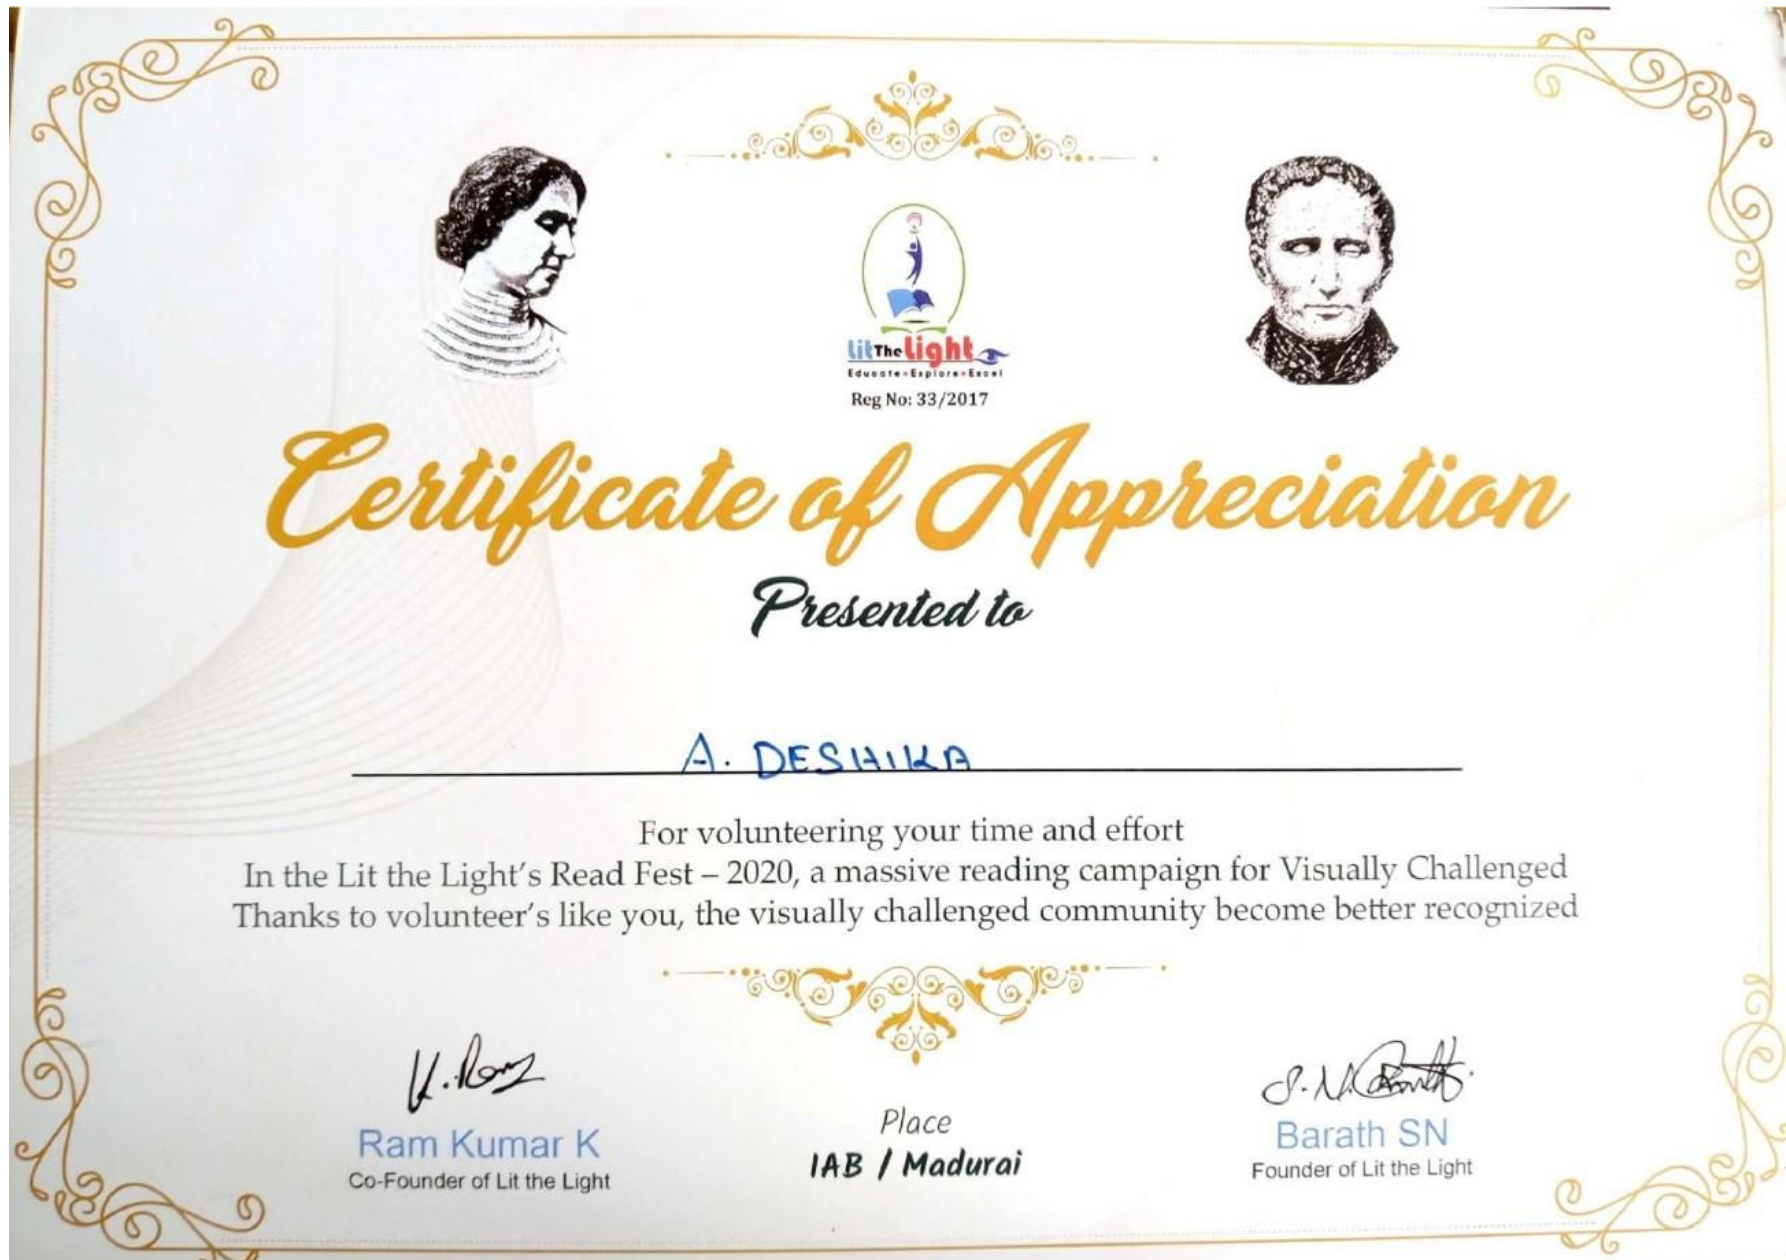 Lit The Light
Educate•Explore•Excel
Reg No: 33/2017
Certificate of Appreciation
Presented to
A. DESHIKA
For volunteering your time and effort
In the Lit the Light's Read Fest – 2020, a massive reading campaign for Visually Challenged
Thanks to volunteer's like you, the visually challenged community become better recognized
K. Ram
S. N. Barath
Ram Kumar K
Co-Founder of Lit the Light
Place
IAB / Madurai
Barath SN
Founder of Lit the Light